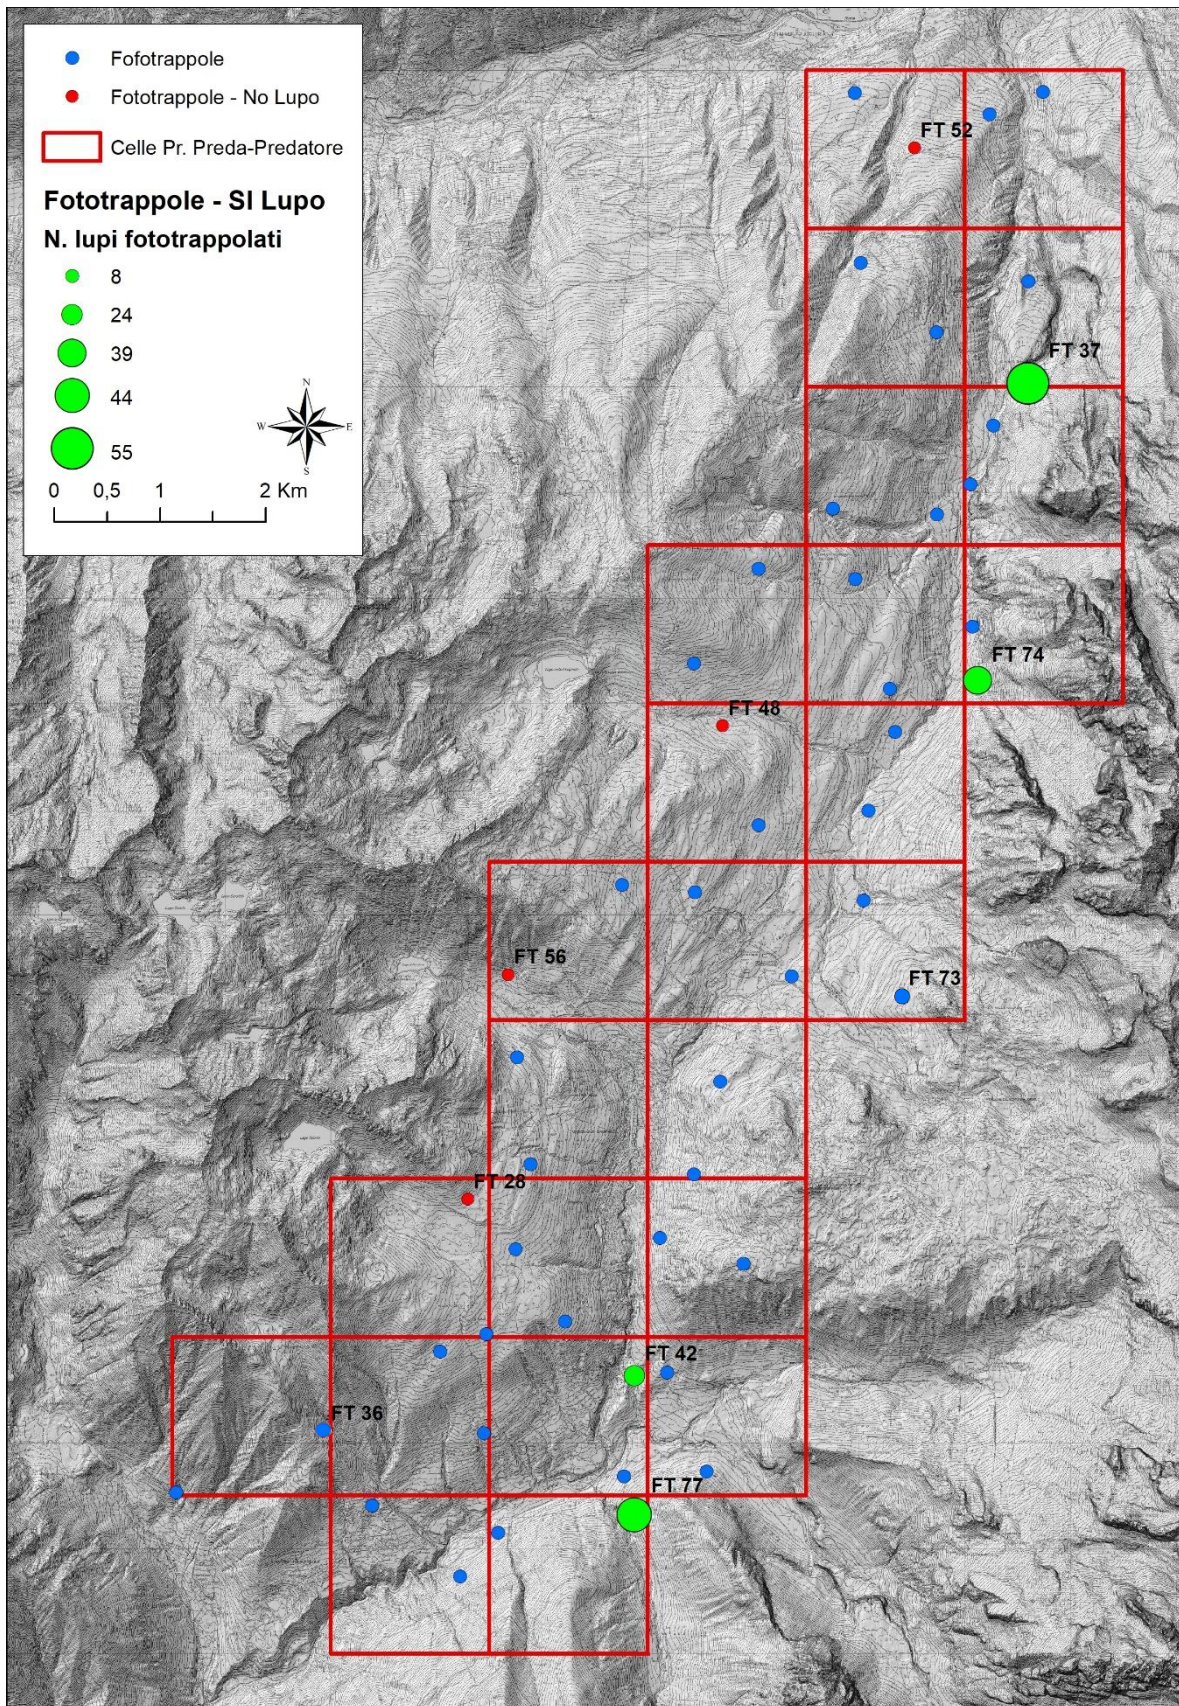 Fofotrappole
Fototrappole - No Lupo
Celle Pr. Preda-Predatore
Fototrappole - SI Lupo
N. lupi fototrappolati
8
24
39
44
55
N
W E
S
0 0,5 1 2 Km
FT 52
FT 37
FT 74
FT 48
FT 56
FT 73
FT 28
FT 42
FT 36
FT 77